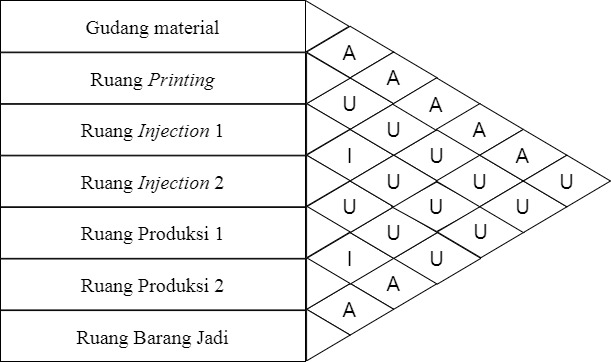 Gudang material
A
Ruang Printing
A
U
A
Ruang Injection 1
U
A
I
U
A
Ruang Injection 2
U
U
U
U
U
U
Ruang Produksi 1
U
U
I
U
Ruang Produksi 2
A
A
Ruang Barang Jadi